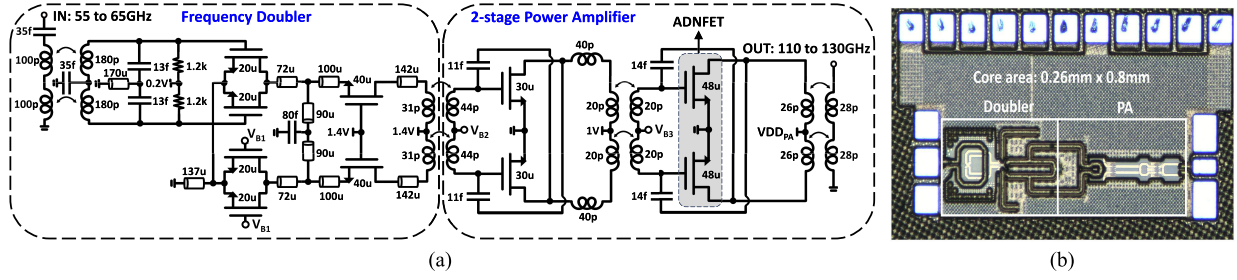 IN: 55 to 65GHz
Frequency Doubler
2-stage Power Amplifier
ADNFET
OUT: 110 to 130GHz
35f
100p
100p
35f
180p
180p
170u
13f
0.2V
13f
1.2k
1.2k
20u
20u
72u
100u
40u
142u
90u
80f
90u
1.4V
31p
1.4V
31p
44p
V_B2
44p
V_B1
137u
20u
20u
72u
100u
40u
142u
V_B1
11f
30u
30u
11f
40p
40p
20p
1V
20p
20p
V_B3
20p
14f
48u
48u
14f
26p
VDD_PA
26p
28p
28p
Core area: 0.26mm x 0.8mm
Doubler
PA
(a)
(b)